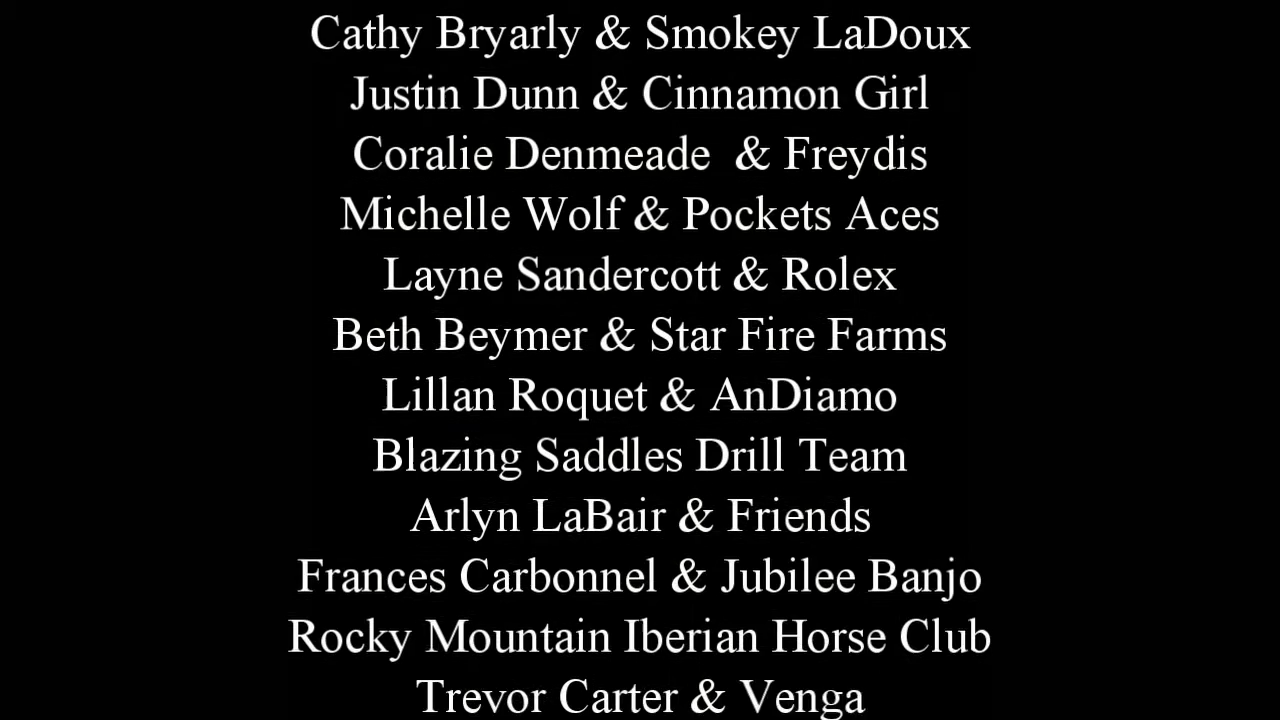 Cathy Bryarly & Smokey LaDoux
Justin Dunn & Cinnamon Girl
Coralie Denmeade & Freydis
Michelle Wolf & Pockets Aces
Layne Sandercott & Rolex
Beth Beymer & Star Fire Farms
Lillan Roquet & AnDiamo
Blazing Saddles Drill Team
Arlyn LaBair & Friends
Frances Carbonnel & Jubilee Banjo
Rocky Mountain Iberian Horse Club
Trevor Carter & Venga